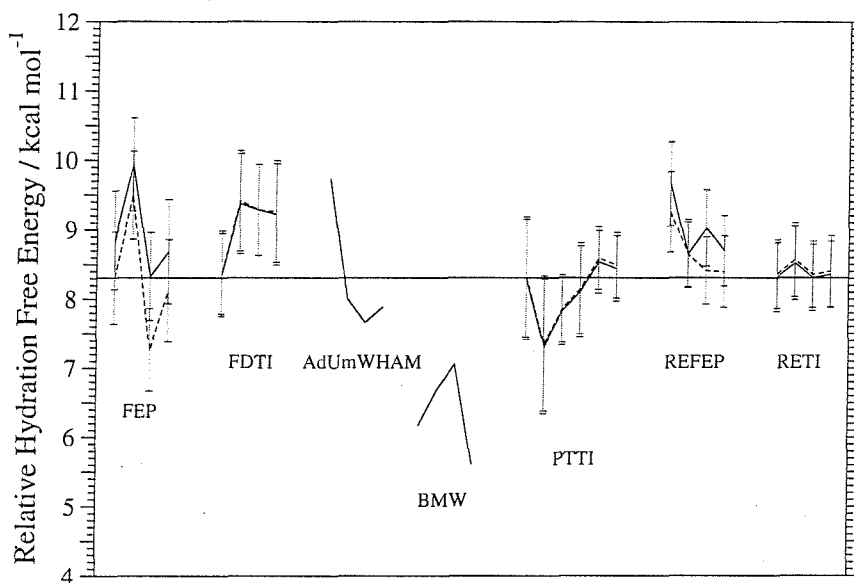 Relative Hydration Free Energy / kcal mol⁻¹
12
11
10
9
8
7
6
5
4
FEP
FDTI
AdUmWHAM
BMW
PTTI
REFEP
RETI